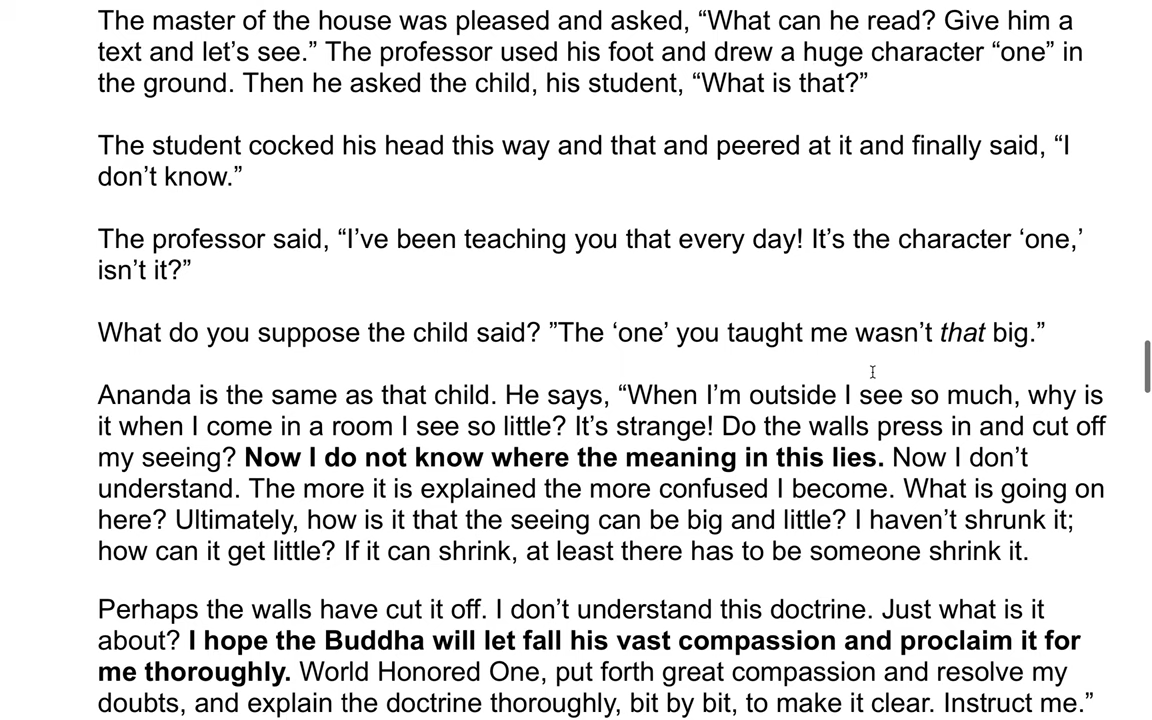 The master of the house was pleased and asked, “What can he read? Give him a
text and let’s see.” The professor used his foot and drew a huge character “one” in
the ground. Then he asked the child, his student, “What is that?”
The student cocked his head this way and that and peered at it and finally said, “I
don’t know.”
The professor said, “I’ve been teaching you that every day! It’s the character ‘one,’
isn’t it?”
What do you suppose the child said? ”The ‘one’ you taught me wasn’t that big.”
Ananda is the same as that child. He says, “When I’m outside I see so much, why is
it when I come in a room I see so little? It’s strange! Do the walls press in and cut off
my seeing? Now I do not know where the meaning in this lies. Now I don’t
understand. The more it is explained the more confused I become. What is going on
here? Ultimately, how is it that the seeing can be big and little? I haven’t shrunk it;
how can it get little? If it can shrink, at least there has to be someone shrink it.
Perhaps the walls have cut it off. I don’t understand this doctrine. Just what is it
about? I hope the Buddha will let fall his vast compassion and proclaim it for
me thoroughly. World Honored One, put forth great compassion and resolve my
doubts, and explain the doctrine thoroughly, bit by bit, to make it clear. Instruct me.”